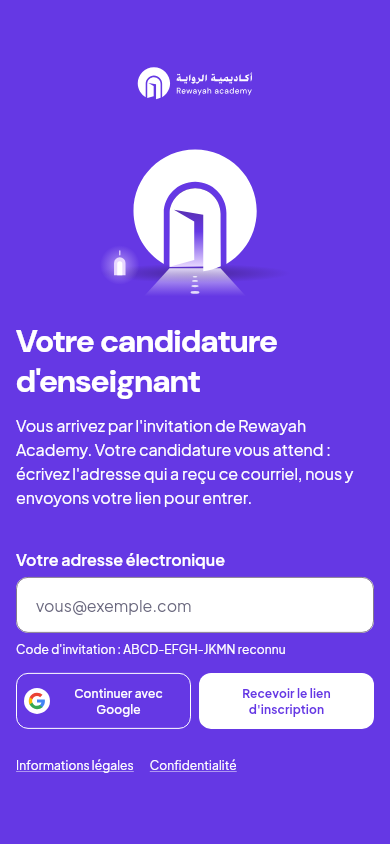 أكاديمية الرواية
Rewayah academy
Votre candidature
d'enseignant
Vous arrivez par l'invitation de Rewayah
Academy. Votre candidature vous attend :
écrivez l'adresse qui a reçu ce courriel, nous y
envoyons votre lien pour entrer.
Votre adresse électronique
vous@exemple.com
Code d'invitation : ABCD-EFGH-JKMN reconnu
Continuer avec
Google
Recevoir le lien
d'inscription
Informations légales
Confidentialité